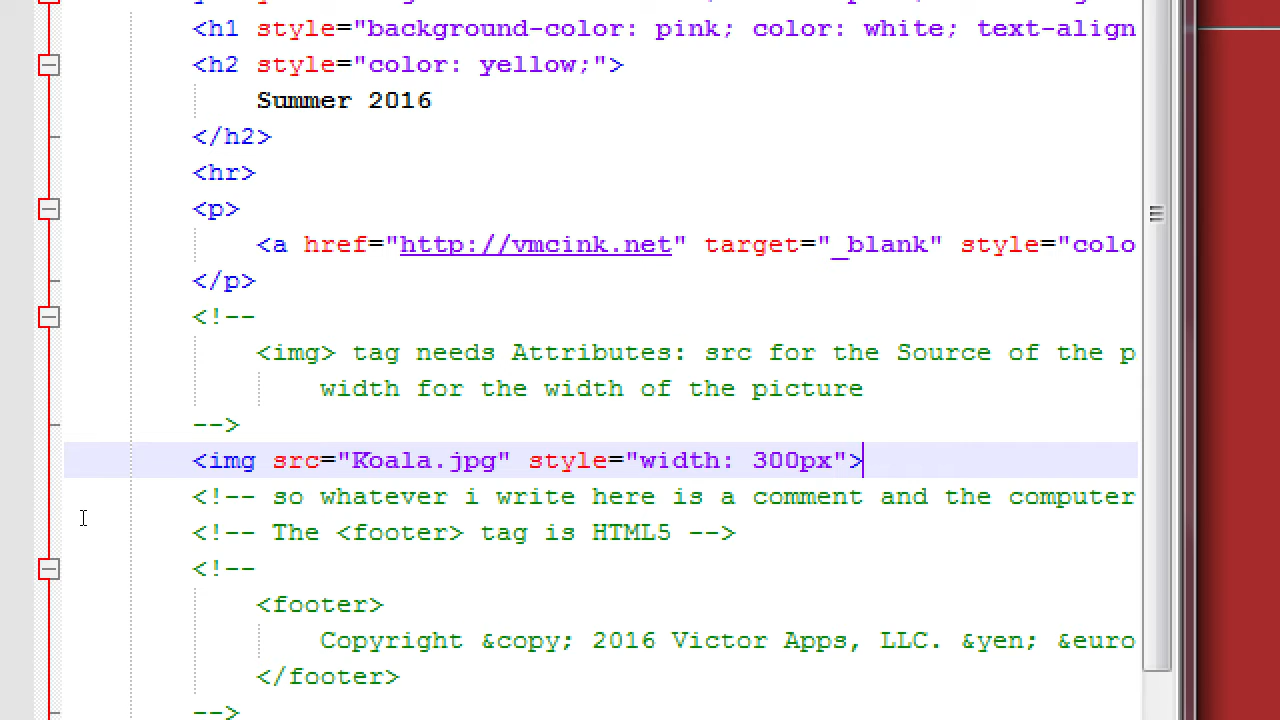 <h1 style="background-color: pink; color: white; text-align
<h2 style="color: yellow;">
Summer 2016
</h2>
<hr>
<p>
<a href="http://vmcink.net" target="_blank" style="colo
</p>
<!--
<img> tag needs Attributes: src for the Source of the p
width for the width of the picture
-->
<img src="Koala.jpg" style="width: 300px">
<!-- so whatever i write here is a comment and the computer
<!-- The <footer> tag is HTML5 -->
<!--
<footer>
Copyright &copy; 2016 Victor Apps, LLC. &yen; &euro
</footer>
-->